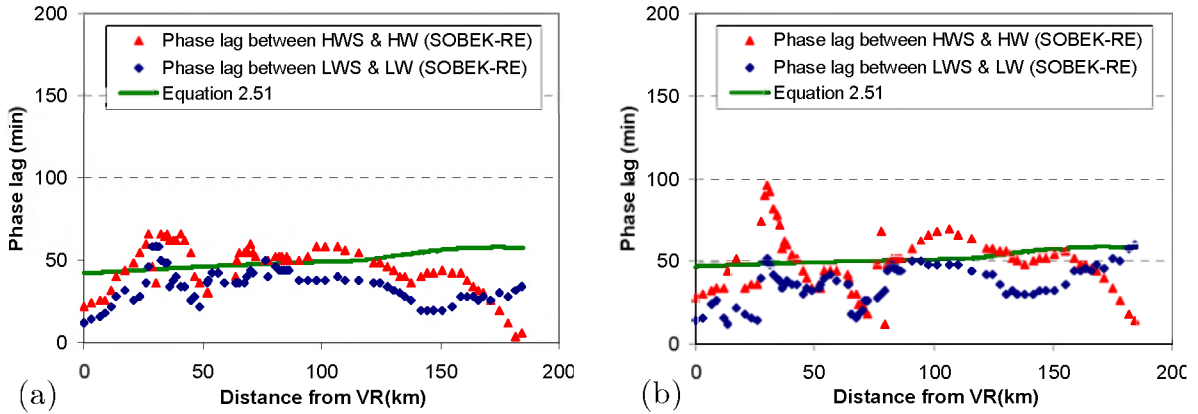 200
150
100
50
0
Phase lag (min)
Phase lag between HWS & HW (SOBEK-RE)
Phase lag between LWS & LW (SOBEK-RE)
Equation 2.51
0 50 100 150 200
Distance from VR(km)
(a)
200
150
100
50
0
Phase lag (min)
Phase lag between HWS & HW (SOBEK-RE)
Phase lag between LWS & LW (SOBEK-RE)
Equation 2.51
0 50 100 150 200
Distance from VR(km)
(b)